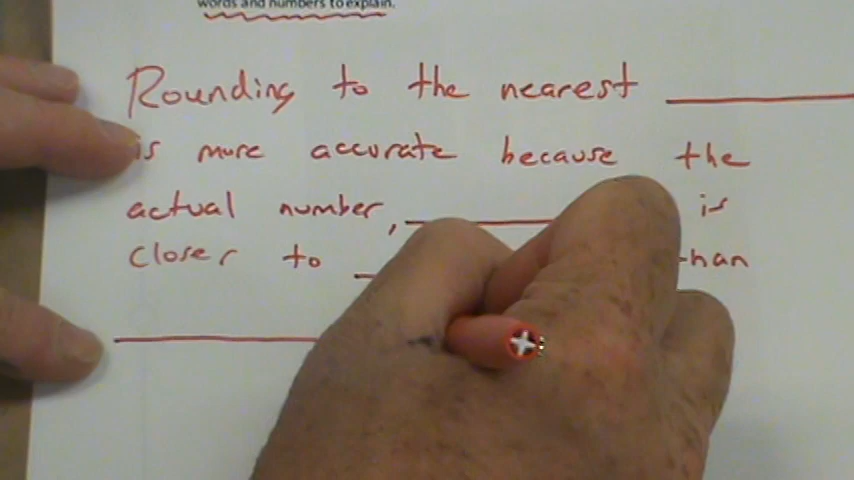 words and numbers to explain.
Rounding to the nearest
is more accurate because the
actual number, is
closer to han